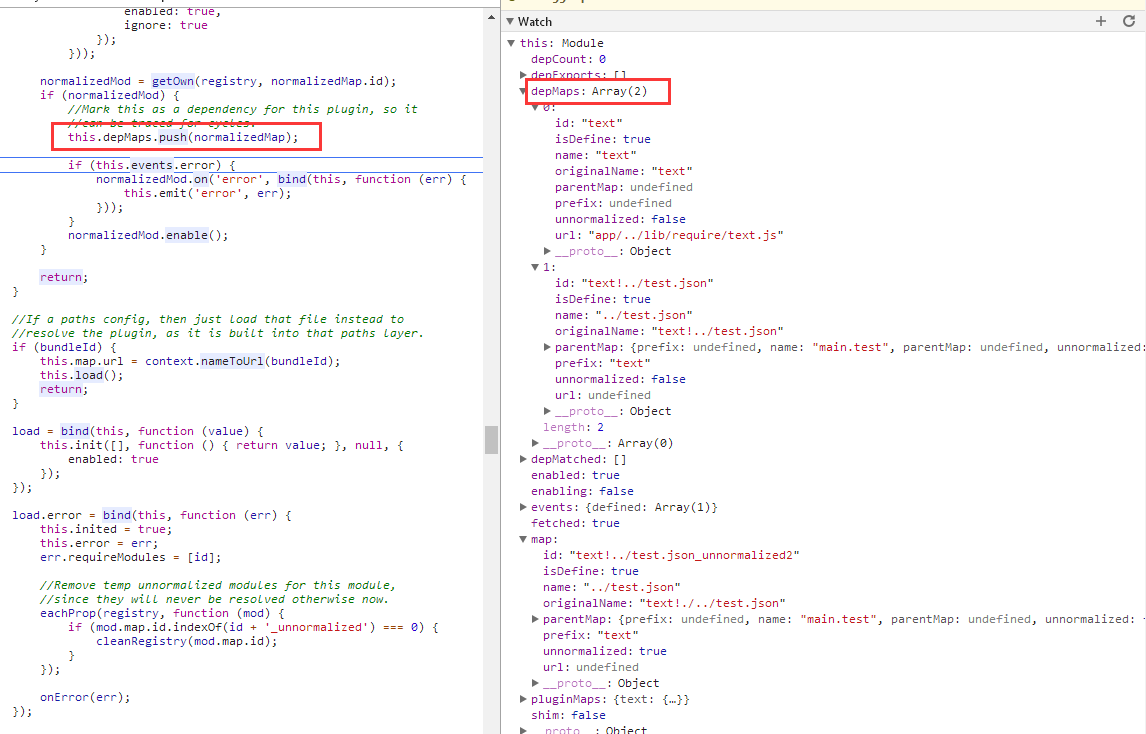 enabled: true,
ignore: true
});
}));
normalizedMod = getOwn(registry, normalizedMap.id);
if (normalizedMod) {
//Mark this as a dependency for this plugin, so it
//can be traced for cycles.
this.depMaps.push(normalizedMap);
if (this.events.error) {
normalizedMod.on('error', bind(this, function (err) {
this.emit('error', err);
}));
}
normalizedMod.enable();
}
return;
}
//If a paths config, then just load that file instead to
//resolve the plugin, as it is built into that paths layer.
if (bundleId) {
this.map.url = context.nameToUrl(bundleId);
this.load();
return;
}
load = bind(this, function (value) {
this.init([], function () { return value; }, null, {
enabled: true
});
});
load.error = bind(this, function (err) {
this.inited = true;
this.error = err;
err.requireModules = [id];
//Remove temp unnormalized modules for this module,
//since they will never be resolved otherwise now.
eachProp(registry, function (mod) {
if (mod.map.id.indexOf(id + '_unnormalized') === 0) {
cleanRegistry(mod.map.id);
}
});
onError(err);
});
Watch
this: Module
depCount: 0
depExports: []
depMaps: Array(2)
0:
id: "text"
isDefine: true
name: "text"
originalName: "text"
parentMap: undefined
prefix: undefined
unnormalized: false
url: "app/../lib/require/text.js"
__proto__: Object
1:
id: "text!../test.json"
isDefine: true
name: "../test.json"
originalName: "text!../test.json"
parentMap: {prefix: undefined, name: "main.test", parentMap: undefined, unnormalized:
prefix: "text"
unnormalized: false
url: undefined
__proto__: Object
length: 2
__proto__: Array(0)
depMatched: []
enabled: true
enabling: false
events: {defined: Array(1)}
fetched: true
map:
id: "text!../test.json_unnormalized2"
isDefine: true
name: "../test.json"
originalName: "text!./../test.json"
parentMap: {prefix: undefined, name: "main.test", parentMap: undefined, unnormalized:
prefix: "text"
unnormalized: true
url: undefined
__proto__: Object
pluginMaps: {text: {…}}
shim: false
__proto__: Object